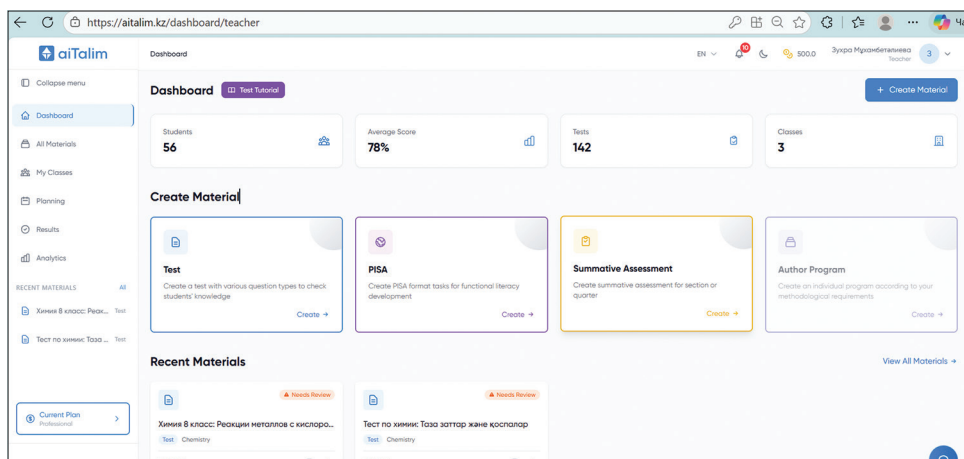 https://aitalim.kz/dashboard/teacher
aiTalim
Dashboard
EN
10
500.0
Зухра Мұханбеталиева
Teacher
З
Collapse menu
Dashboard
All Materials
My Classes
Planning
Results
Analytics
RECENT MATERIALS All
Химия 8 класс: Реак... Test
Тест по химии: Таза ... Test
Current Plan
Professional
Dashboard
Test Tutorial
+ Create Material
Students
56
Average Score
78%
Tests
142
Classes
3
Create Material
Test
Create a test with various question types to check
students' knowledge
Create →
PISA
Create PISA format tasks for functional literacy
development
Create →
Summative Assessment
Create summative assessment for section or
quarter
Create →
Author Program
Create an individual program according to your
methodological requirements
Create →
Recent Materials
View All Materials →
Needs Review
Химия 8 класс: Реакции металлов с кислоро...
Test Chemistry
Needs Review
Тест по химии: Таза заттар және қоспалар
Test Chemistry